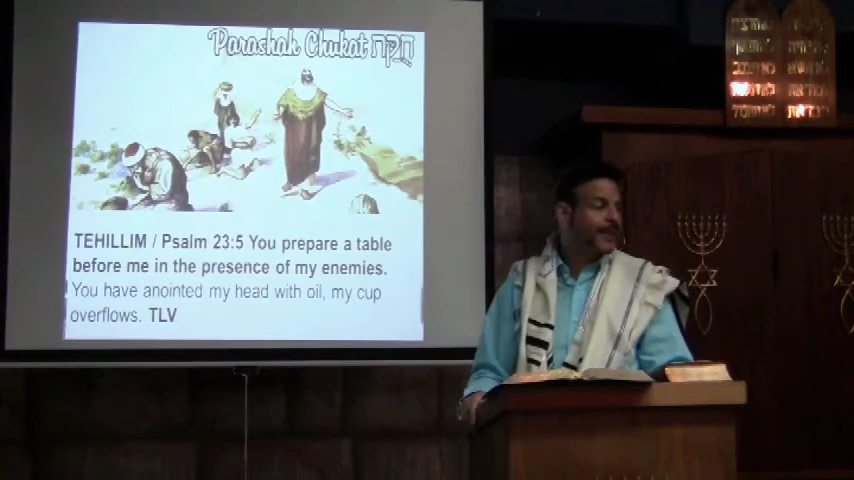 Parashah Chukat חֻקַּת
TEHILLIM / Psalm 23:5 You prepare a table
before me in the presence of my enemies.
You have anointed my head with oil, my cup
overflows. TLV